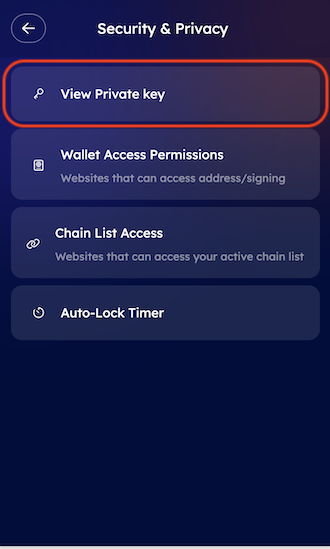 Security & Privacy
View Private key
Wallet Access Permissions
Websites that can access address/signing
Chain List Access
Websites that can access your active chain list
Auto-Lock Timer